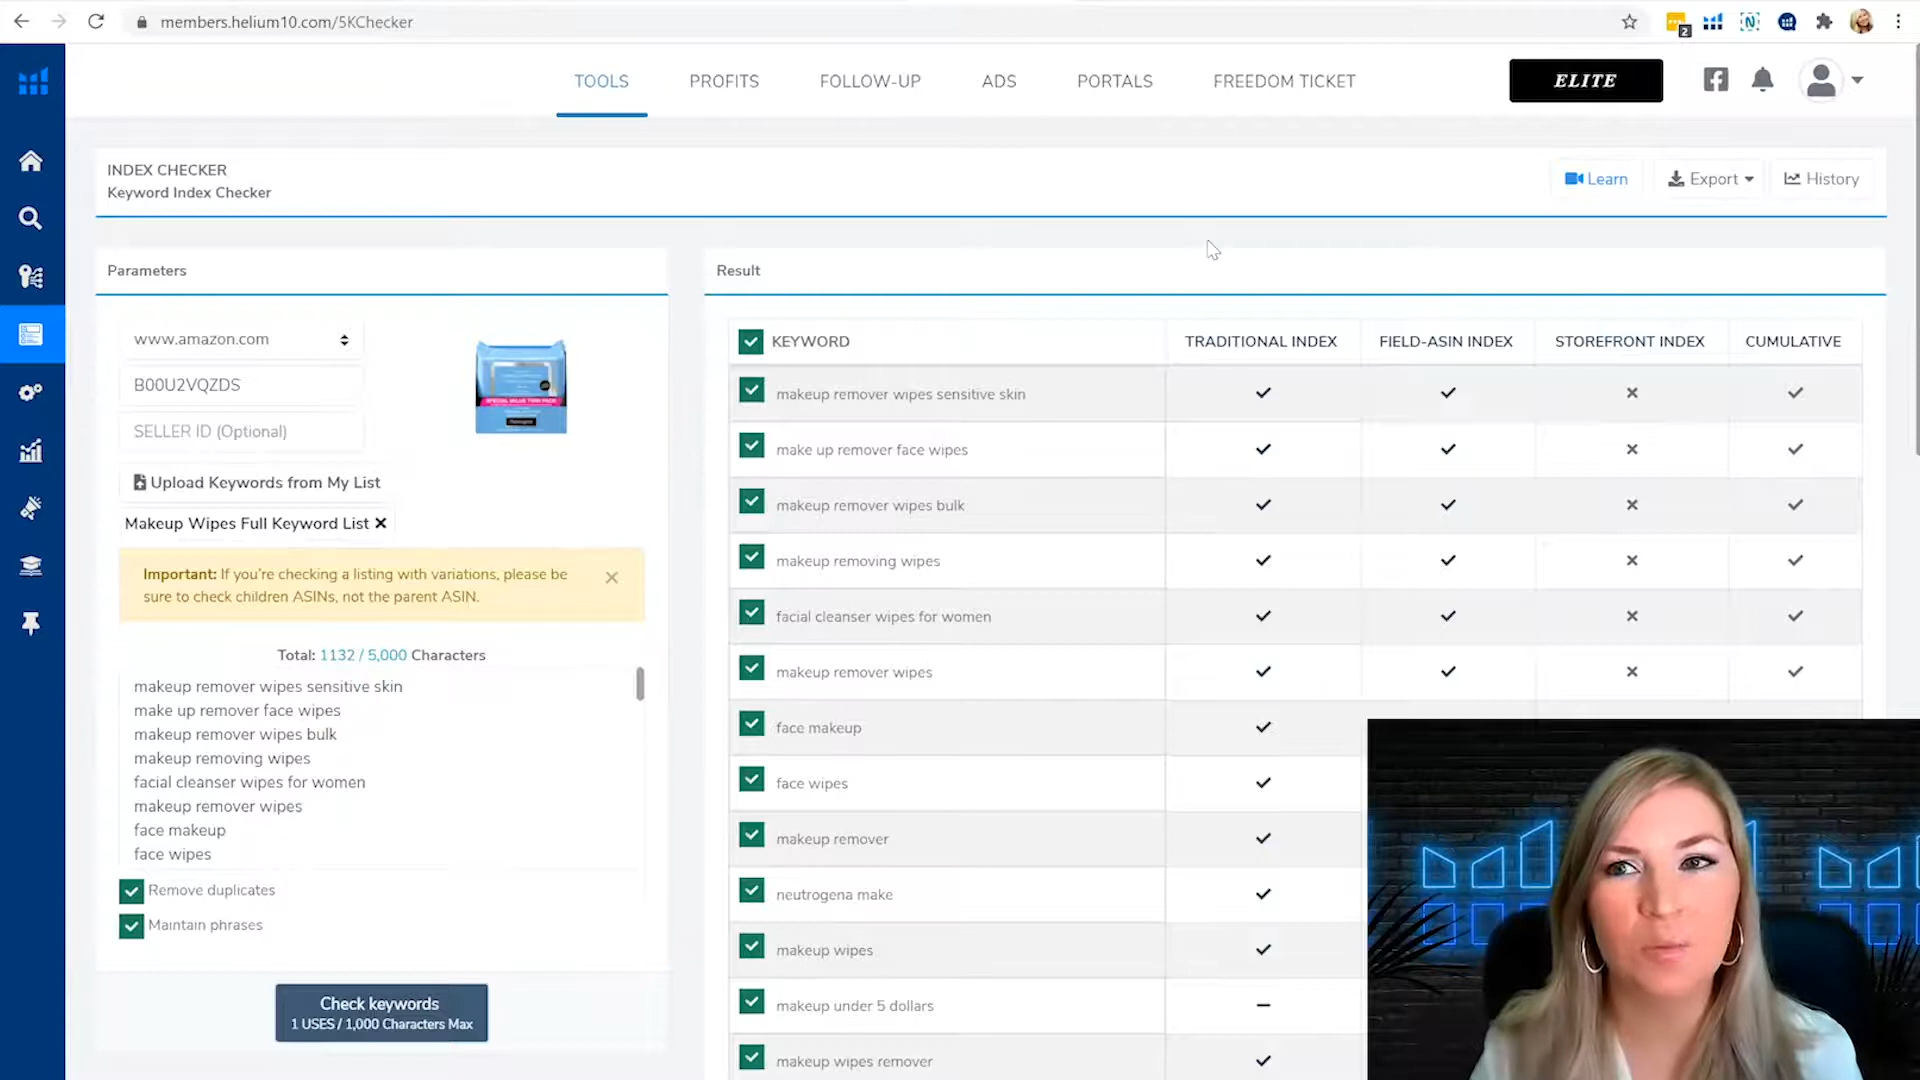 members.helium10.com/5KChecker
2
TOOLS
PROFITS
FOLLOW-UP
ADS
PORTALS
FREEDOM TICKET
ELITE
INDEX CHECKER
Keyword Index Checker
Learn
Export
History
Parameters
www.amazon.com
B00U2VQZDS
SELLER ID (Optional)
SPECIAL VALUE TWIN PACK
Upload Keywords from My List
Makeup Wipes Full Keyword List ×
Important: If you're checking a listing with variations, please be
sure to check children ASINs, not the parent ASIN.
Total: 1132 / 5,000 Characters
makeup remover wipes sensitive skin
make up remover face wipes
makeup remover wipes bulk
makeup removing wipes
facial cleanser wipes for women
makeup remover wipes
face makeup
face wipes
Remove duplicates
Maintain phrases
Check keywords
1 USES / 1,000 Characters Max
Result
KEYWORD TRADITIONAL INDEX FIELD-ASIN INDEX STOREFRONT INDEX CUMULATIVE
makeup remover wipes sensitive skin
make up remover face wipes
makeup remover wipes bulk
makeup removing wipes
facial cleanser wipes for women
makeup remover wipes
face makeup
face wipes
makeup remover
neutrogena make
makeup wipes
makeup under 5 dollars
makeup wipes remover